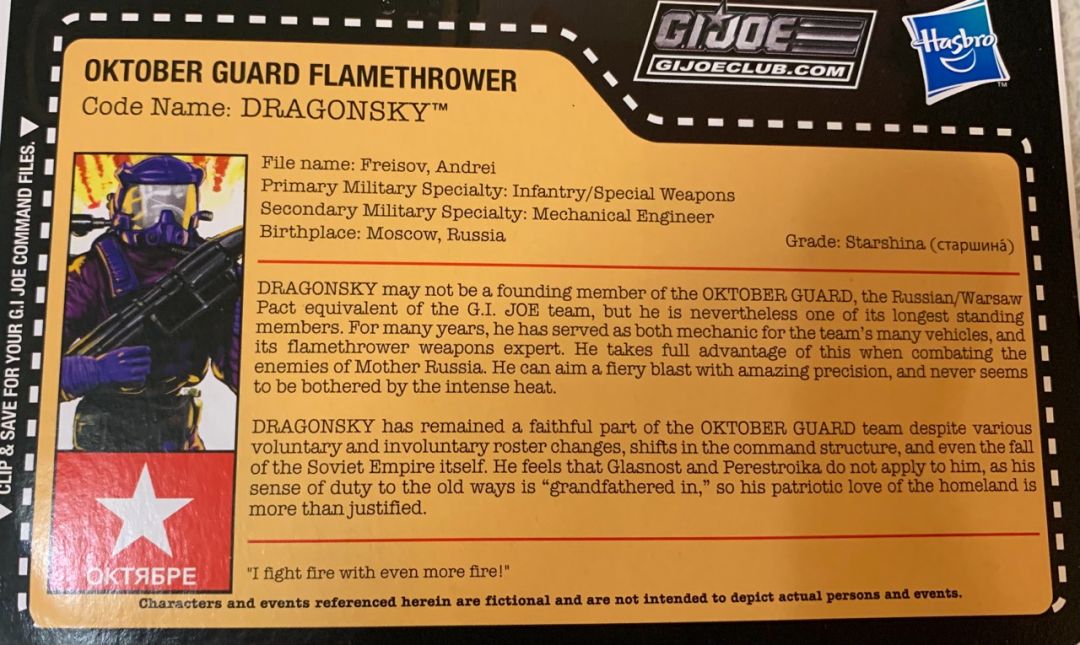 GIJOE
GIJOECLUB.COM
Hasbro
TM
OKTOBER GUARD FLAMETHROWER
Code Name: DRAGONSKY™
CLIP & SAVE FOR YOUR G.I JOE COMMAND FILES.
File name: Freisov, Andrei
Primary Military Specialty: Infantry/Special Weapons
Secondary Military Specialty: Mechanical Engineer
Birthplace: Moscow, Russia
Grade: Starshina (старшинá)
DRAGONSKY may not be a founding member of the OKTOBER GUARD, the Russian/Warsaw
Pact equivalent of the G.I. JOE team, but he is nevertheless one of its longest standing
members. For many years, he has served as both mechanic for the team's many vehicles, and
its flamethrower weapons expert. He takes full advantage of this when combating the
enemies of Mother Russia. He can aim a fiery blast with amazing precision, and never seems
to be bothered by the intense heat.
DRAGONSKY has remained a faithful part of the OKTOBER GUARD team despite various
voluntary and involuntary roster changes, shifts in the command structure, and even the fall
of the Soviet Empire itself. He feels that Glasnost and Perestroika do not apply to him, as his
sense of duty to the old ways is “grandfathered in,” so his patriotic love of the homeland is
more than justified.
ОКТЯБРЕ
"I fight fire with even more fire!"
Characters and events referenced herein are fictional and are not intended to depict actual persons and events.